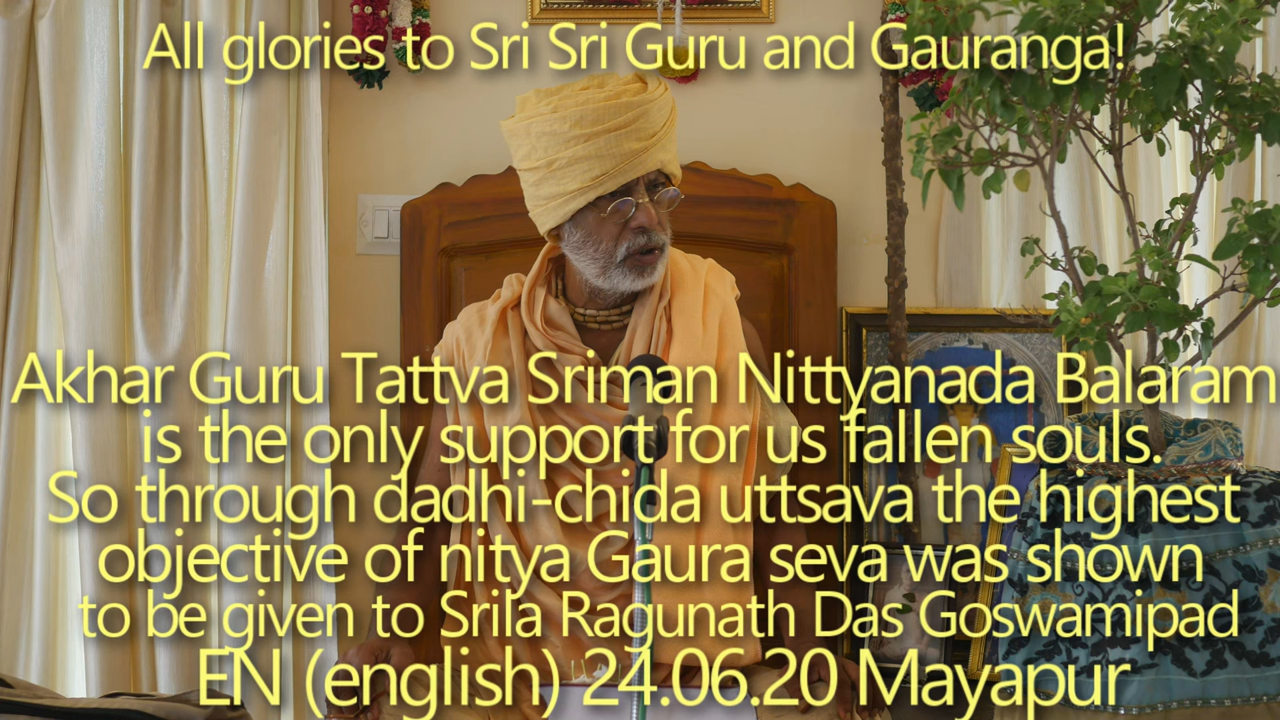 All glories to Sri Sri Guru and Gauranga!
Akhar Guru Tattva Sriman Nittyanada Balaram
is the only support for us fallen souls.
So through dadhi-chida uttsava the highest
objective of nitya Gaura seva was shown
to be given to Srila Ragunath Das Goswamipad
EN (english) 24.06.20 Mayapur